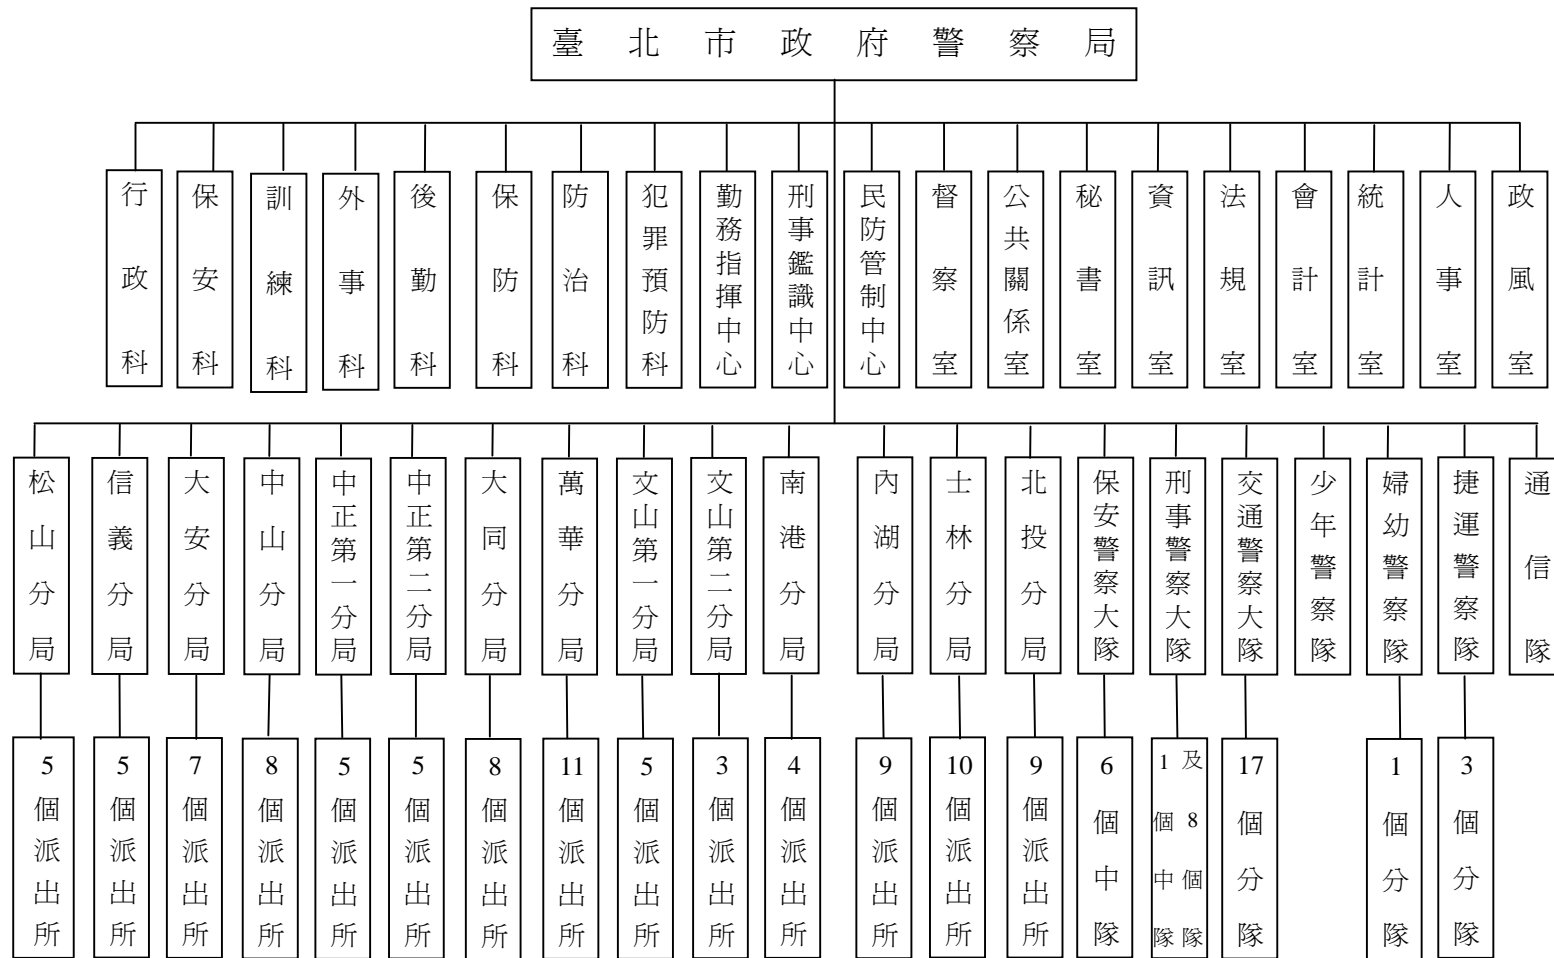 臺北市政府警察局
行政科
保安科
訓練科
外事科
後勤科
保防科
防治科
犯罪預防科
勤務指揮中心
刑事鑑識中心
民防管制中心
督察室
公共關係室
秘書室
資訊室
法規室
會計室
統計室
人事室
政風室
松山分局
信義分局
大安分局
中山分局
中正第一分局
中正第二分局
大同分局
萬華分局
文山第一分局
文山第二分局
南港分局
內湖分局
士林分局
北投分局
保安警察大隊
刑事警察大隊
交通警察大隊
少年警察隊
婦幼警察隊
捷運警察隊
通信隊
5個派出所
5個派出所
7個派出所
8個派出所
5個派出所
5個派出所
8個派出所
11個派出所
5個派出所
3個派出所
4個派出所
9個派出所
10個派出所
9個派出所
6個中隊
及8個隊
1個中隊
17個分隊
1個分隊
3個分隊